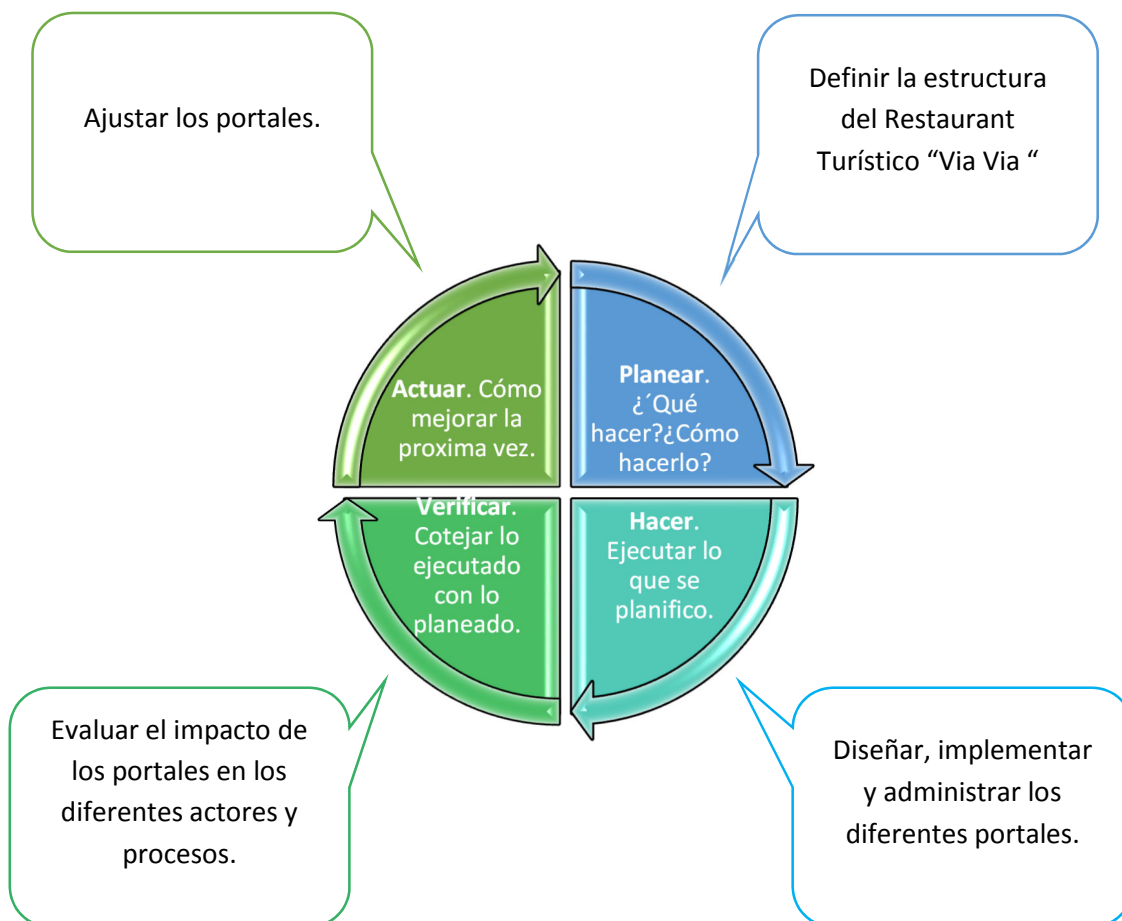 Ajustar los portales.
Definir la estructura
del Restaurant
Turístico “Via Via “
Actuar. Cómo
mejorar la
proxima vez.
Planear.
¿´Qué
hacer?¿Cómo
hacerlo?
Verificar.
Cotejar lo
ejecutado
con lo
planeado.
Hacer.
Ejecutar lo
que se
planifico.
Evaluar el impacto de
los portales en los
diferentes actores y
procesos.
Diseñar, implementar
y administrar los
diferentes portales.